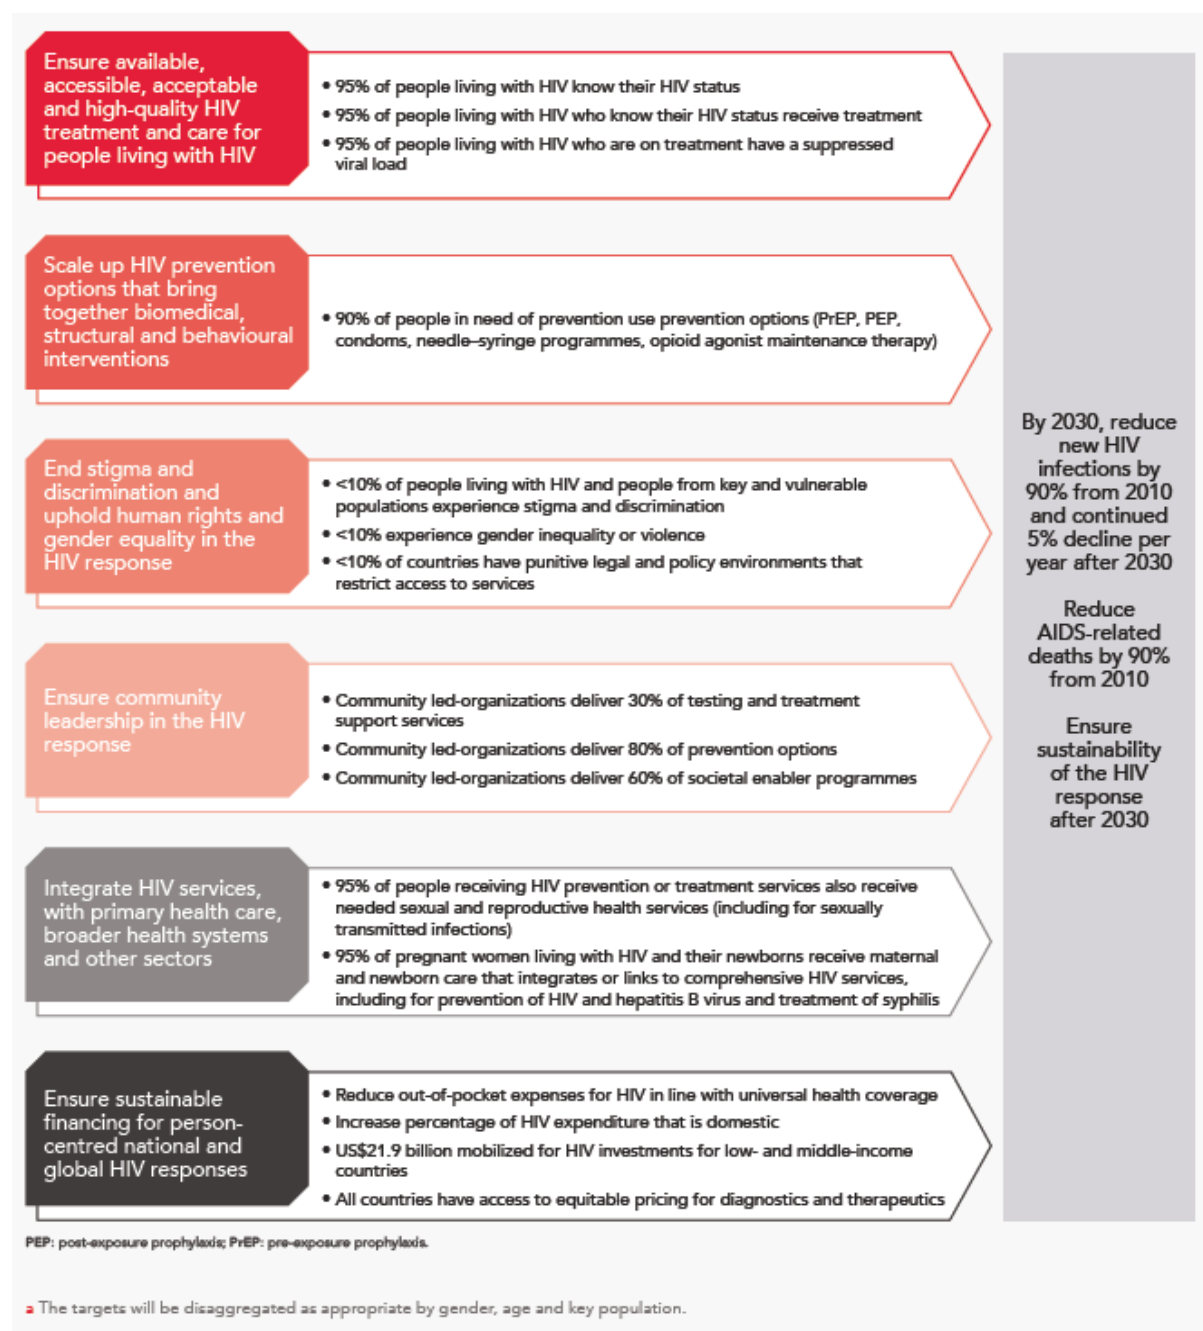 Ensure available,
accessible, acceptable
and high-quality HIV
treatment and care for
people living with HIV
• 95% of people living with HIV know their HIV status
• 95% of people living with HIV who know their HIV status receive treatment
• 95% of people living with HIV who are on treatment have a suppressed
viral load
Scale up HIV prevention
options that bring
together biomedical,
structural and behavioural
interventions
• 90% of people in need of prevention use prevention options (PrEP, PEP,
condoms, needle–syringe programmes, opioid agonist maintenance therapy)
End stigma and
discrimination and
uphold human rights and
gender equality in the
HIV response
• <10% of people living with HIV and people from key and vulnerable
populations experience stigma and discrimination
• <10% experience gender inequality or violence
• <10% of countries have punitive legal and policy environments that
restrict access to services
Ensure community
leadership in the HIV
response
• Community led-organizations deliver 30% of testing and treatment
support services
• Community led-organizations deliver 80% of prevention options
• Community led-organizations deliver 60% of societal enabler programmes
Integrate HIV services,
with primary health care,
broader health systems
and other sectors
• 95% of people receiving HIV prevention or treatment services also receive
needed sexual and reproductive health services (including for sexually
transmitted infections)
• 95% of pregnant women living with HIV and their newborns receive maternal
and newborn care that integrates or links to comprehensive HIV services,
including for prevention of HIV and hepatitis B virus and treatment of syphilis
Ensure sustainable
financing for person-
centred national and
global HIV responses
• Reduce out-of-pocket expenses for HIV in line with universal health coverage
• Increase percentage of HIV expenditure that is domestic
• US$21.9 billion mobilized for HIV investments for low- and middle-income
countries
• All countries have access to equitable pricing for diagnostics and therapeutics
By 2030, reduce
new HIV
infections by
90% from 2010
and continued
5% decline per
year after 2030
Reduce
AIDS-related
deaths by 90%
from 2010
Ensure
sustainability
of the HIV
response
after 2030
PEP: post-exposure prophylaxis; PrEP: pre-exposure prophylaxis.
a The targets will be disaggregated as appropriate by gender, age and key population.